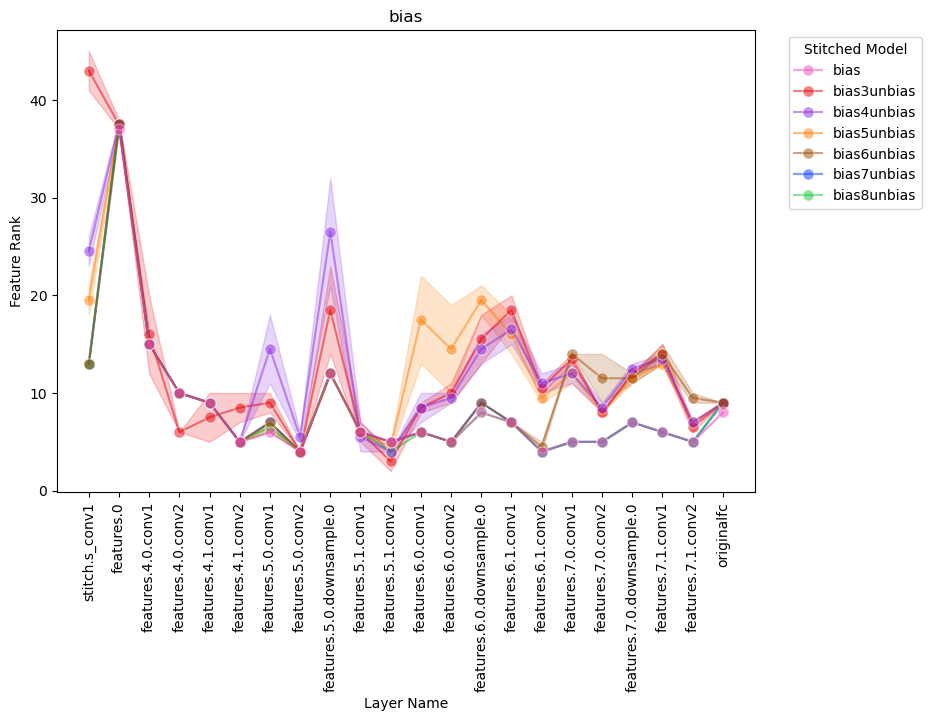 bias
Feature Rank
40
30
20
10
0
stitch.s_conv1
features.0
features.4.0.conv1
features.4.0.conv2
features.4.1.conv1
features.4.1.conv2
features.5.0.conv1
features.5.0.conv2
features.5.0.downsample.0
features.5.1.conv1
features.5.1.conv2
features.6.0.conv1
features.6.0.conv2
features.6.0.downsample.0
features.6.1.conv1
features.6.1.conv2
features.7.0.conv1
features.7.0.conv2
features.7.0.downsample.0
features.7.1.conv1
features.7.1.conv2
originalfc
Layer Name
Stitched Model
bias
bias3unbias
bias4unbias
bias5unbias
bias6unbias
bias7unbias
bias8unbias